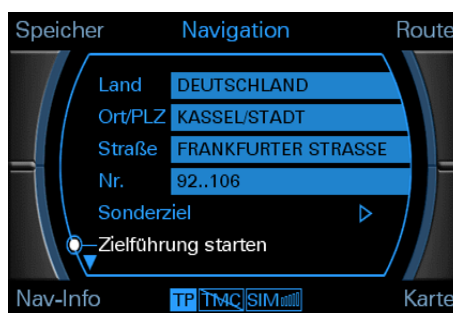 Speicher Navigation Route
Land DEUTSCHLAND
Ort/PLZ KASSEL/STADT
Straße FRANKFURTER STRASSE
Nr. 92..106
Sonderziel
Zielführung starten
Nav-Info TP TMC SIM Karte